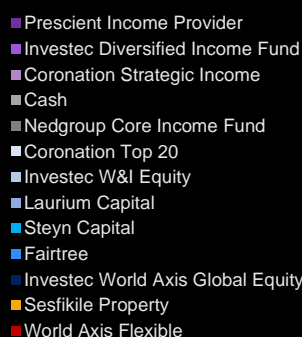 Prescient Income Provider
Investec Diversified Income Fund
Coronation Strategic Income
Cash
Nedgroup Core Income Fund
Coronation Top 20
Investec W&I Equity
Laurium Capital
Steyn Capital
Fairtree
Investec World Axis Global Equity
Sesfikile Property
World Axis Flexible